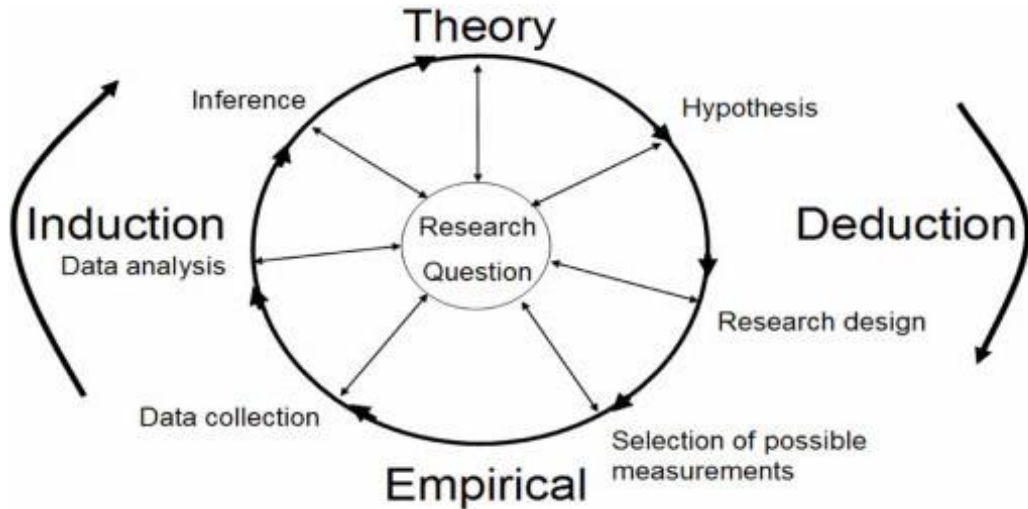 Theory
Inference
Hypothesis
Induction
Research
Question
Deduction
Data analysis
Research design
Data collection
Selection of possible
measurements
Empirical